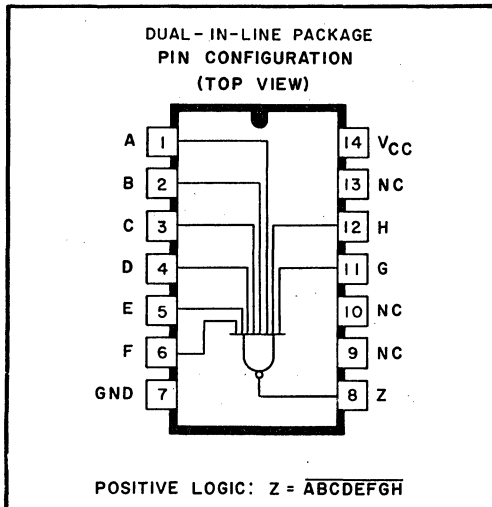 DUAL-IN-LINE PACKAGE
PIN CONFIGURATION
(TOP VIEW)
A 1 14 VCC
B 2 13 NC
C 3 12 H
D 4 11 G
E 5 10 NC
F 6 9 NC
GND 7 8 Z
POSITIVE LOGIC: Z = ABCDEFGH